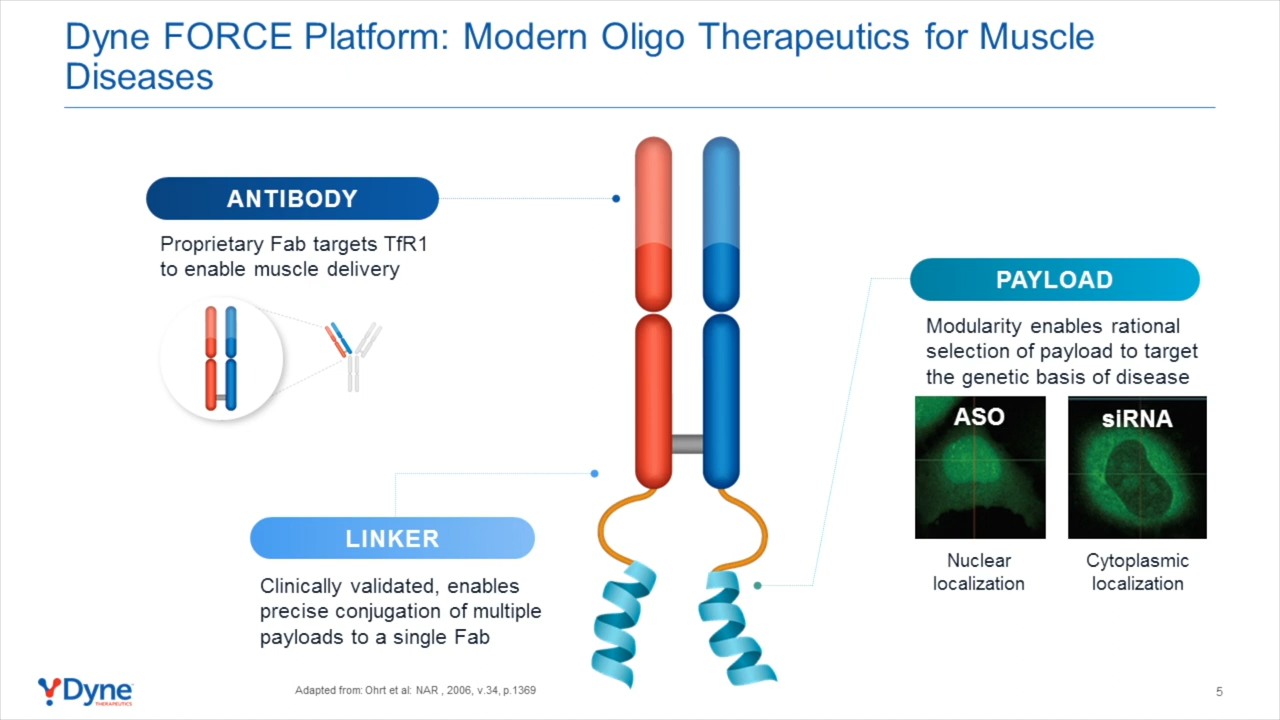 Dyne FORCE Platform: Modern Oligo Therapeutics for Muscle
Diseases
ANTIBODY
Proprietary Fab targets TfR1
to enable muscle delivery
PAYLOAD
Modularity enables rational
selection of payload to target
the genetic basis of disease
ASO
siRNA
Nuclear
localization
Cytoplasmic
localization
LINKER
Clinically validated, enables
precise conjugation of multiple
payloads to a single Fab
Dyne
THERAPEUTICS
Adapted from: Ohrt et al: NAR , 2006, v.34, p.1369
5